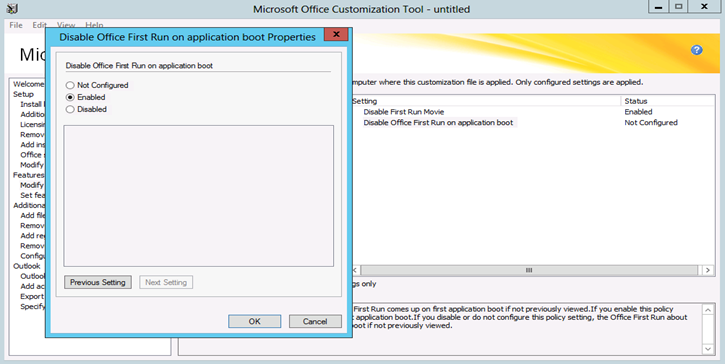 Microsoft Office Customization Tool - untitled
File Edit View Help
Disable Office First Run on application boot Properties
Disable Office First Run on application boot
Not Configured
Enabled
Disabled
Previous Setting Next Setting
OK Cancel
Welcome
Setup
Install
Additio
Licensin
Remov
Add ins
Office s
Modify
Features
Modify
Set fea
Additiona
Add file
Remov
Add reg
Remov
Configu
Outlook
Outlool
Add ac
Export
Specify
mputer where this customization file is applied. Only configured settings are applied.
Setting Status
Disable First Run Movie Enabled
Disable Office First Run on application boot Not Configured
gs only
First Run comes up on first application boot if not previously viewed.If you enable this policy
application boot.If you disable or do not configure this policy setting, the Office First Run about
boot if not previously viewed.